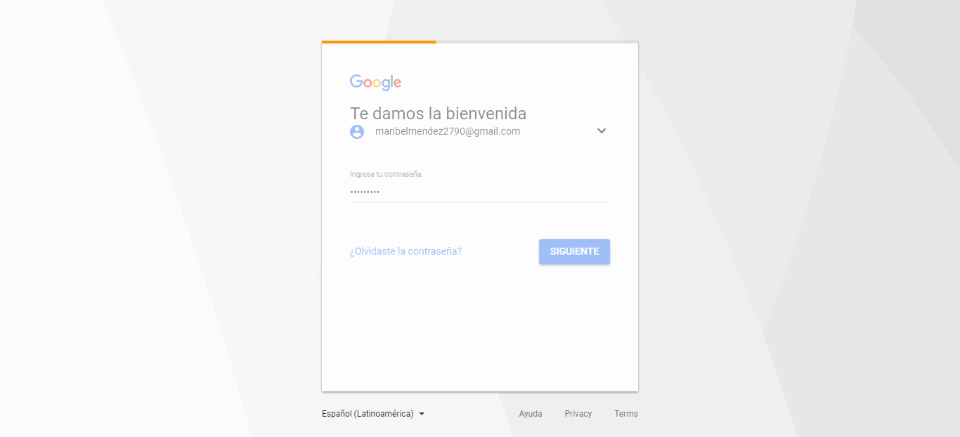 Google
Te damos la bienvenida
maribelmendez2790@gmail.com
Ingresa tu contraseña.
•••••••••
¿Olvidaste la contraseña? SIGUIENTE
Español (Latinoamérica) Ayuda Privacy Terms